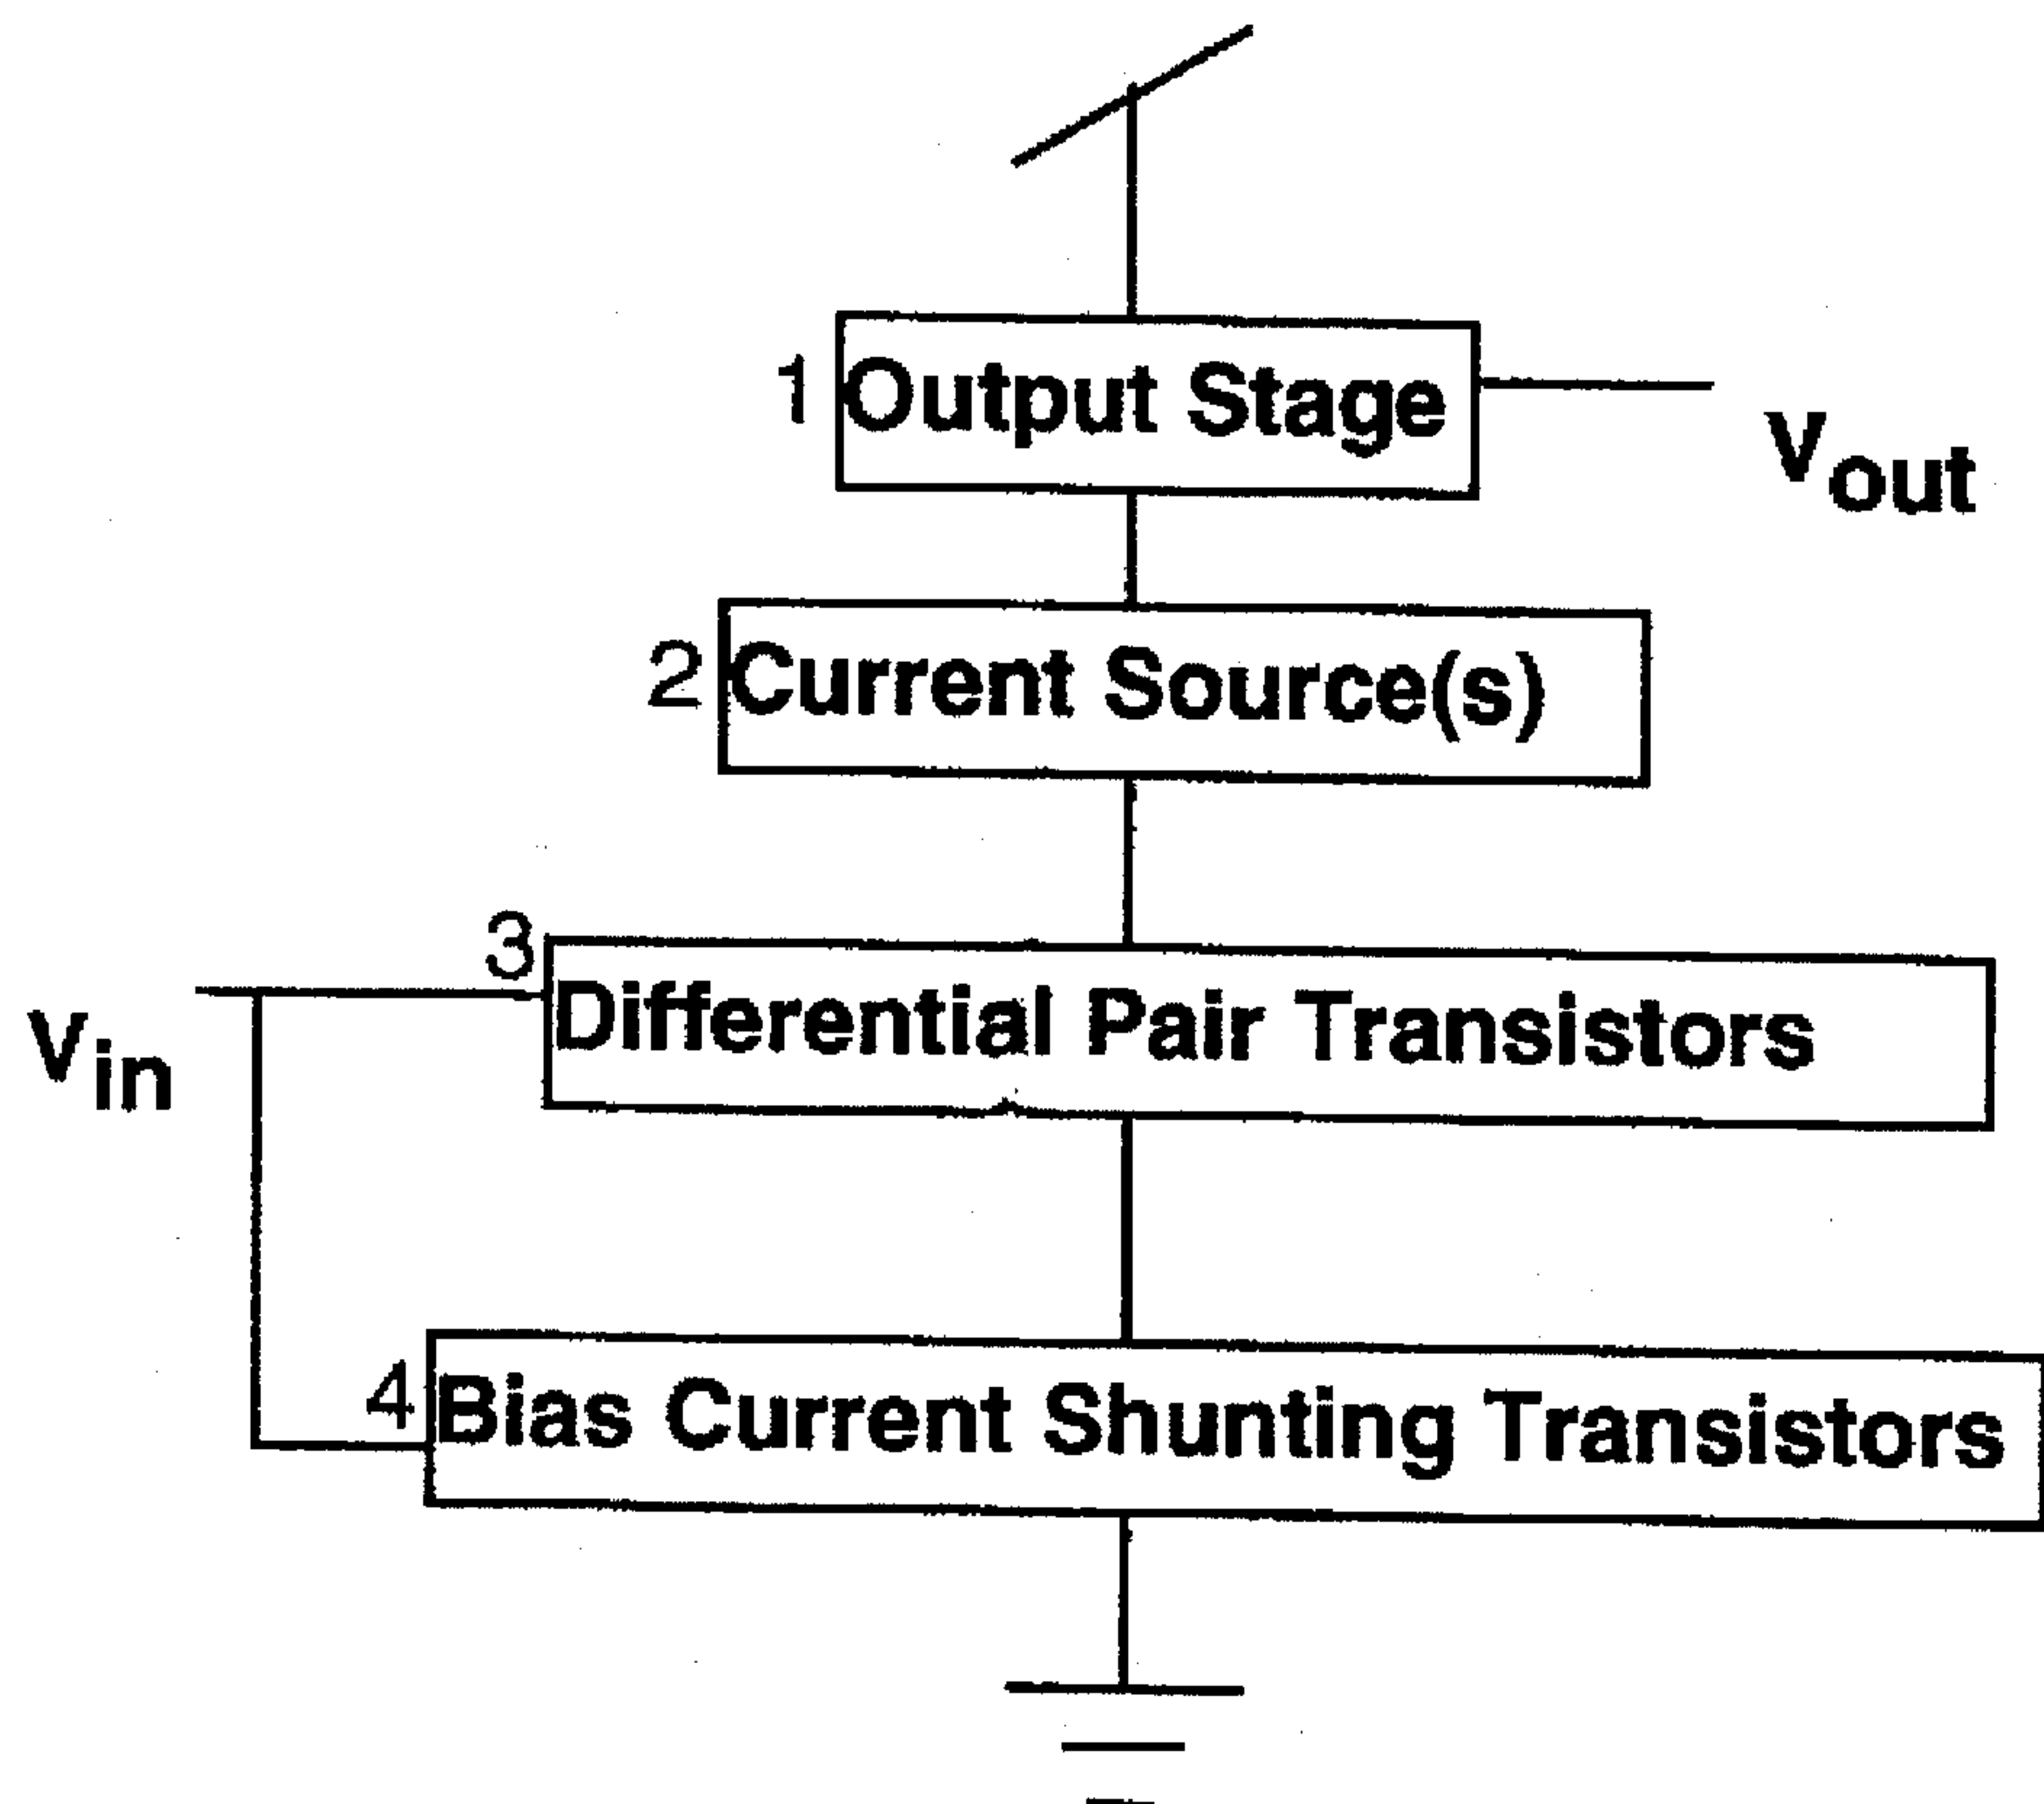 1 Output Stage
Vout
2 Current Source(s)
3
Differential Pair Transistors
Vin
4 Bias Current Shunting Transistors